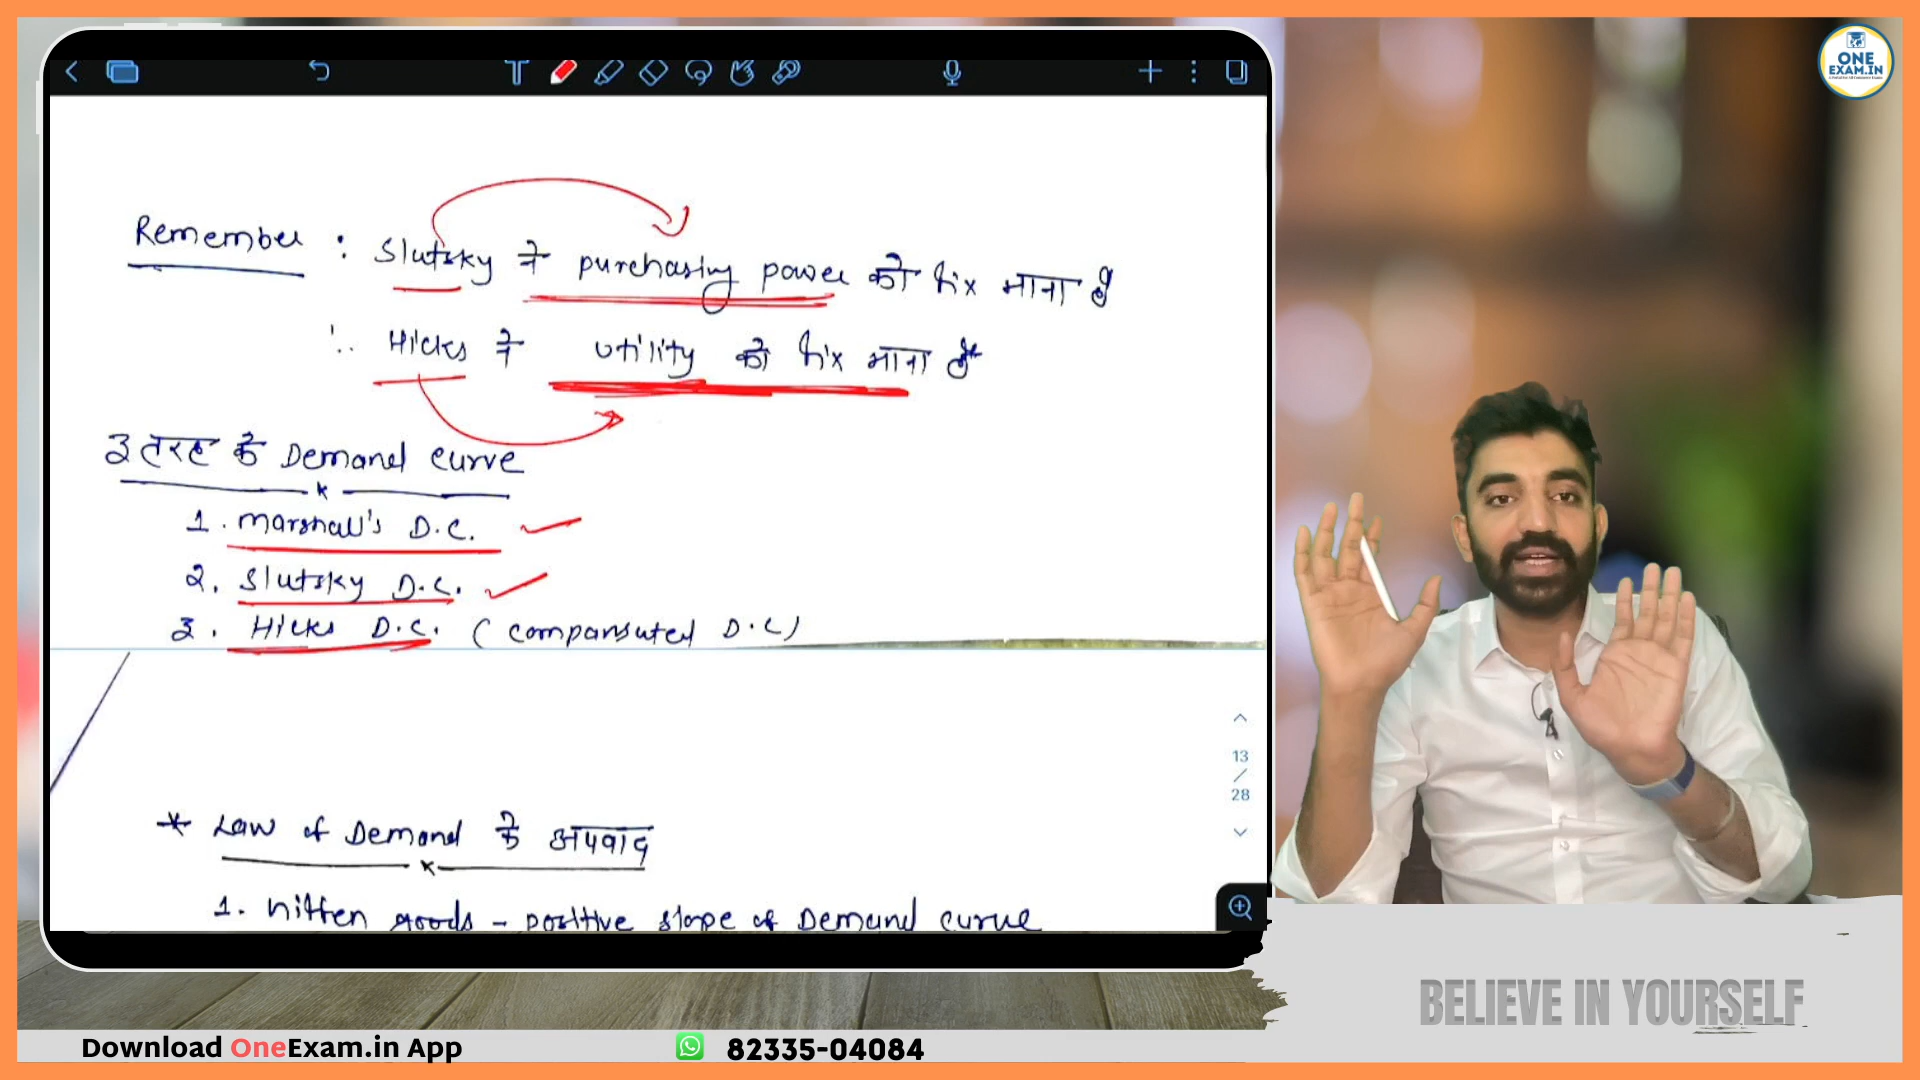 ONE
EXAM.IN
Remember : Slutsky ने purchasing power को fix माना है
∴ Hicks ने utility को fix माना है
3 तरह के Demand curve
1. Marshall's D.C.
2. Slutsky D.C.
3. Hicks D.C. ( compansuted D.C)
13
/
28
* Law of Demand के अपवाद
1. Giffen goods - positive slope of Demand curve
BELIEVE IN YOURSELF
Download OneExam.in App
82335-04084